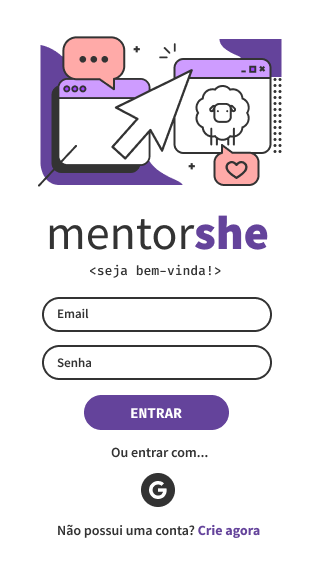 mentorshe
<seja bem-vinda!>
Email
Senha
ENTRAR
Ou entrar com...
G
Não possui uma conta? Crie agora